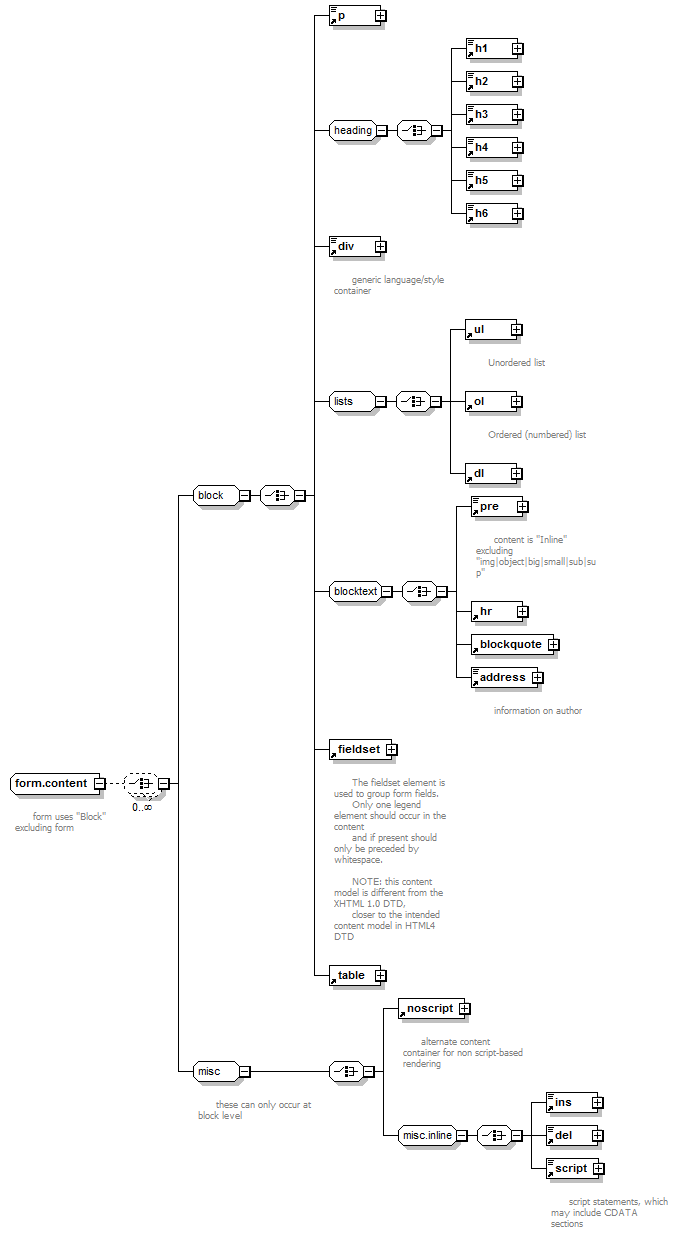 p
h1
h2
h3
heading
h4
h5
h6
div
generic language/style
container
ul
Unordered list
lists
ol
Ordered (numbered) list
dl
block
pre
content is "Inline"
excluding
"img|object|big|small|sub|su
p"
blocktext
hr
blockquote
address
information on author
fieldset
The fieldset element is
used to group form fields.
Only one legend
element should occur in the
content
and if present should
only be preceded by
whitespace.
NOTE: this content
model is different from the
XHTML 1.0 DTD,
closer to the intended
content model in HTML4
DTD
form.content
0..∞
form uses "Block"
excluding form
table
noscript
alternate content
container for non script-based
rendering
misc
these can only occur at
block level
misc.inline
ins
del
script
script statements, which
may include CDATA
sections